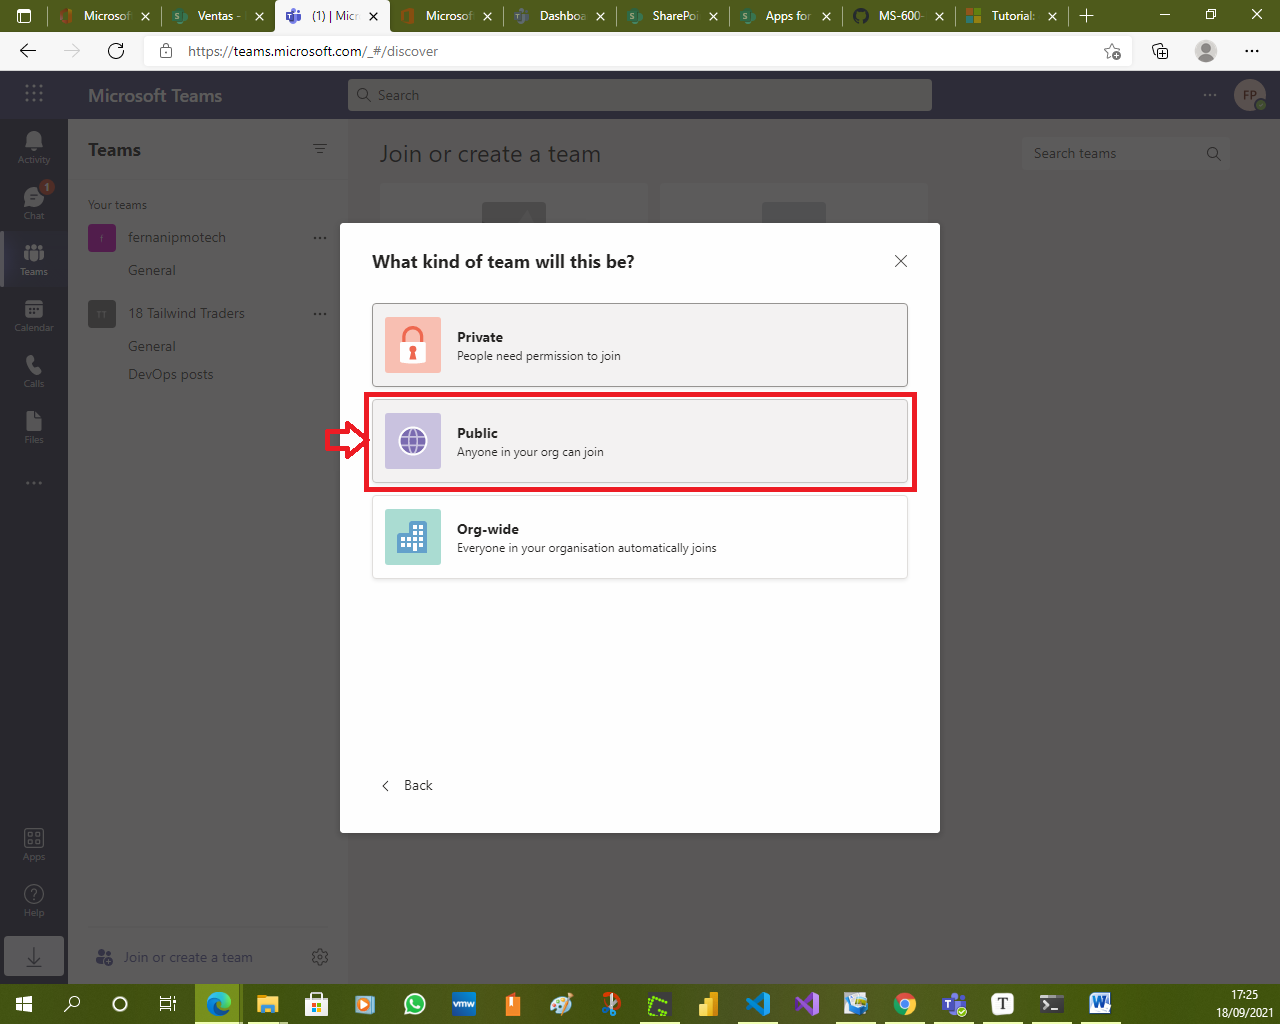 Microsof
Ventas -
(1) | Micr
Microsof
Dashboa
SharePoi
Apps for
MS-600-
Tutorial:
https://teams.microsoft.com/_#/discover
Microsoft Teams
Search
FP
Activity
1
Chat
Teams
Calendar
Calls
Files
Apps
Help
Teams
Your teams
f
fernanipmotech
General
TT
18 Tailwind Traders
General
DevOps posts
Join or create a team
Join or create a team
Search teams
What kind of team will this be?
Private
People need permission to join
Public
Anyone in your org can join
Org-wide
Everyone in your organisation automatically joins
Back
vmw
T
W
17:25
18/09/2021